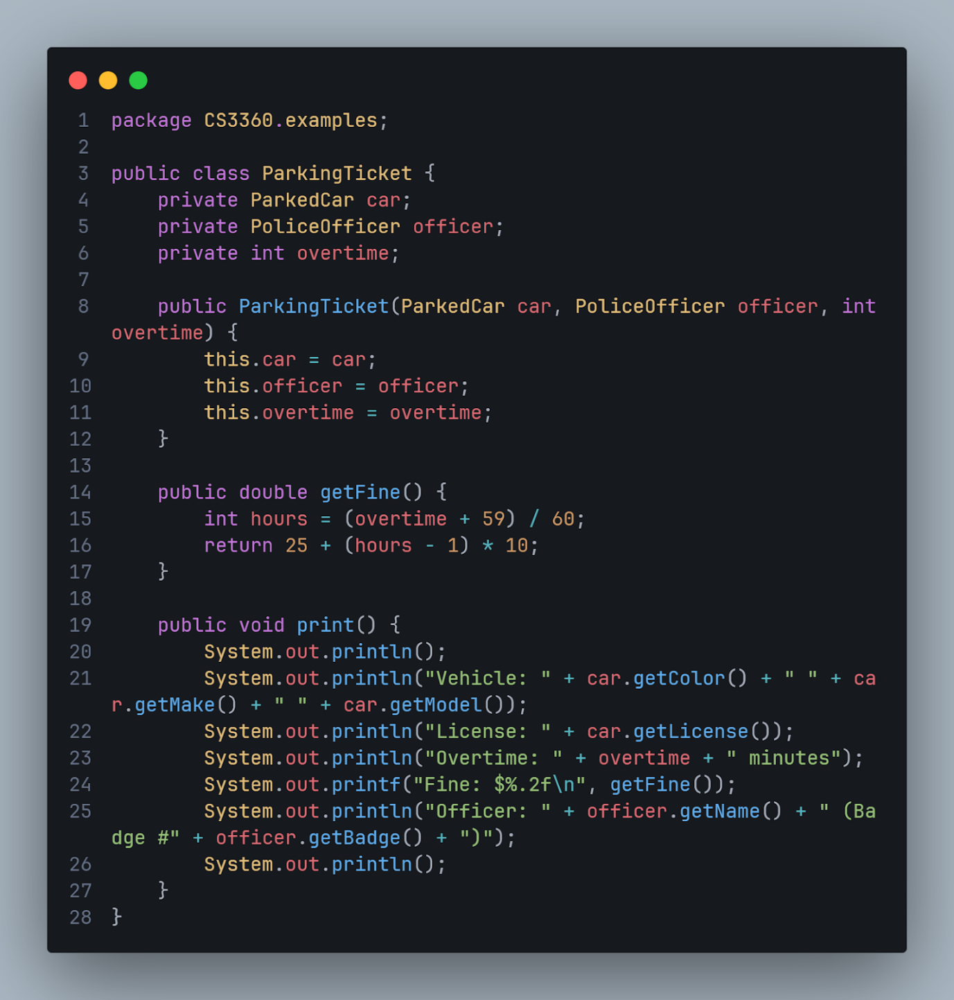 1 package CS3360.examples;
2
3 public class ParkingTicket {
4     private ParkedCar car;
5     private PoliceOfficer officer;
6     private int overtime;
7
8     public ParkingTicket(ParkedCar car, PoliceOfficer officer, int
overtime) {
9         this.car = car;
10         this.officer = officer;
11         this.overtime = overtime;
12     }
13
14     public double getFine() {
15         int hours = (overtime + 59) / 60;
16         return 25 + (hours - 1) * 10;
17     }
18
19     public void print() {
20         System.out.println();
21         System.out.println("Vehicle: " + car.getColor() + " " + ca
r.getMake() + " " + car.getModel());
22         System.out.println("License: " + car.getLicense());
23         System.out.println("Overtime: " + overtime + " minutes");
24         System.out.printf("Fine: $%.2f\n", getFine());
25         System.out.println("Officer: " + officer.getName() + " (Ba
dge #" + officer.getBadge() + ")");
26         System.out.println();
27     }
28 }